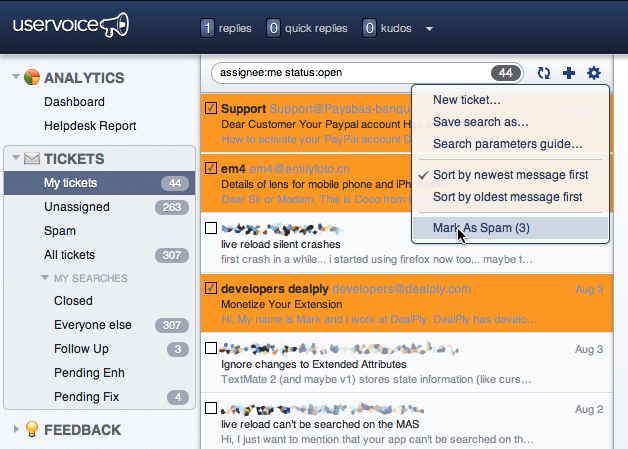 uservoice
1 replies 0 quick replies 0 kudos
ANALYTICS
Dashboard
Helpdesk Report
TICKETS
My tickets 44
Unassigned 263
Spam
All tickets 307
MY SEARCHES
Closed
Everyone else 307
Follow Up 3
Pending Enh
Pending Fix 4
FEEDBACK
assignee:me status:open 44
New ticket...
Save search as...
Search parameters guide...
Sort by newest message first
Sort by oldest message first
Mark As Spam (3)
Support Support@Paysbas-banqu
Dear Customer Your Paypal account Ha
How to activate your PayPal account D
em4 em4@emilyfoto.cn
Details of lens for mobile phone and iPh
Dear Sir or Madam, This is Coco from
live reload silent crashes
first crash in a while... i started using firefox now too... maybe t...
developers dealply developers@dealply.com Aug 3
Monetize Your Extension
Hi, My name is Mark and I work at DealPly. DealPly has develo...
Aug 3
Ignore changes to Extended Attributes
TextMate 2 (and maybe v1) stores state information (like curs...
Aug 2
live reload can't be searched on the MAS
Hi, I just want to mention that your app can't be searched on th...